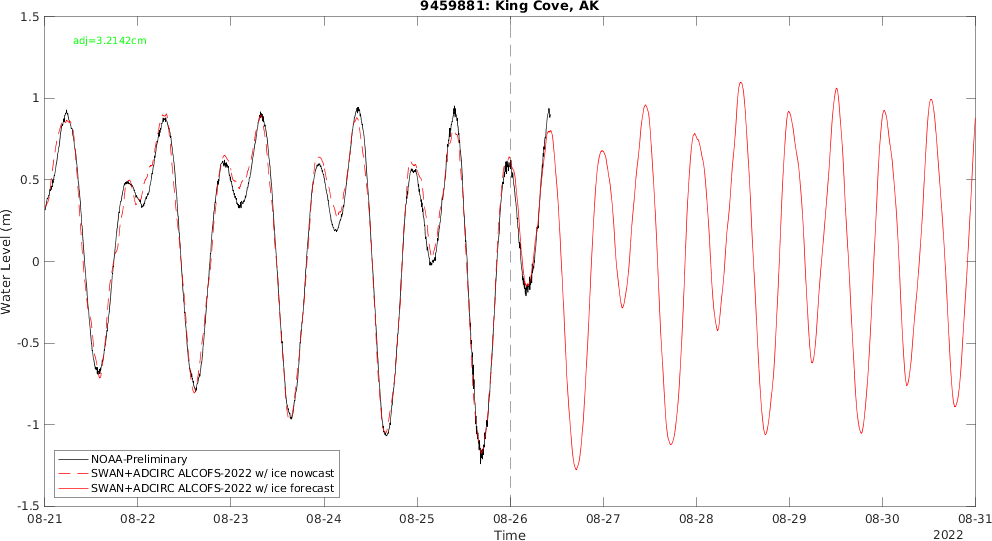 9459881: King Cove, AK
adj=3.2142cm
1.5
1
0.5
0
-0.5
-1
-1.5
Water Level (m)
NOAA-Preliminary
SWAN+ADCIRC ALCOFS-2022 w/ ice nowcast
SWAN+ADCIRC ALCOFS-2022 w/ ice forecast
08-21 08-22 08-23 08-24 08-25 08-26 08-27 08-28 08-29 08-30 08-31
Time
2022